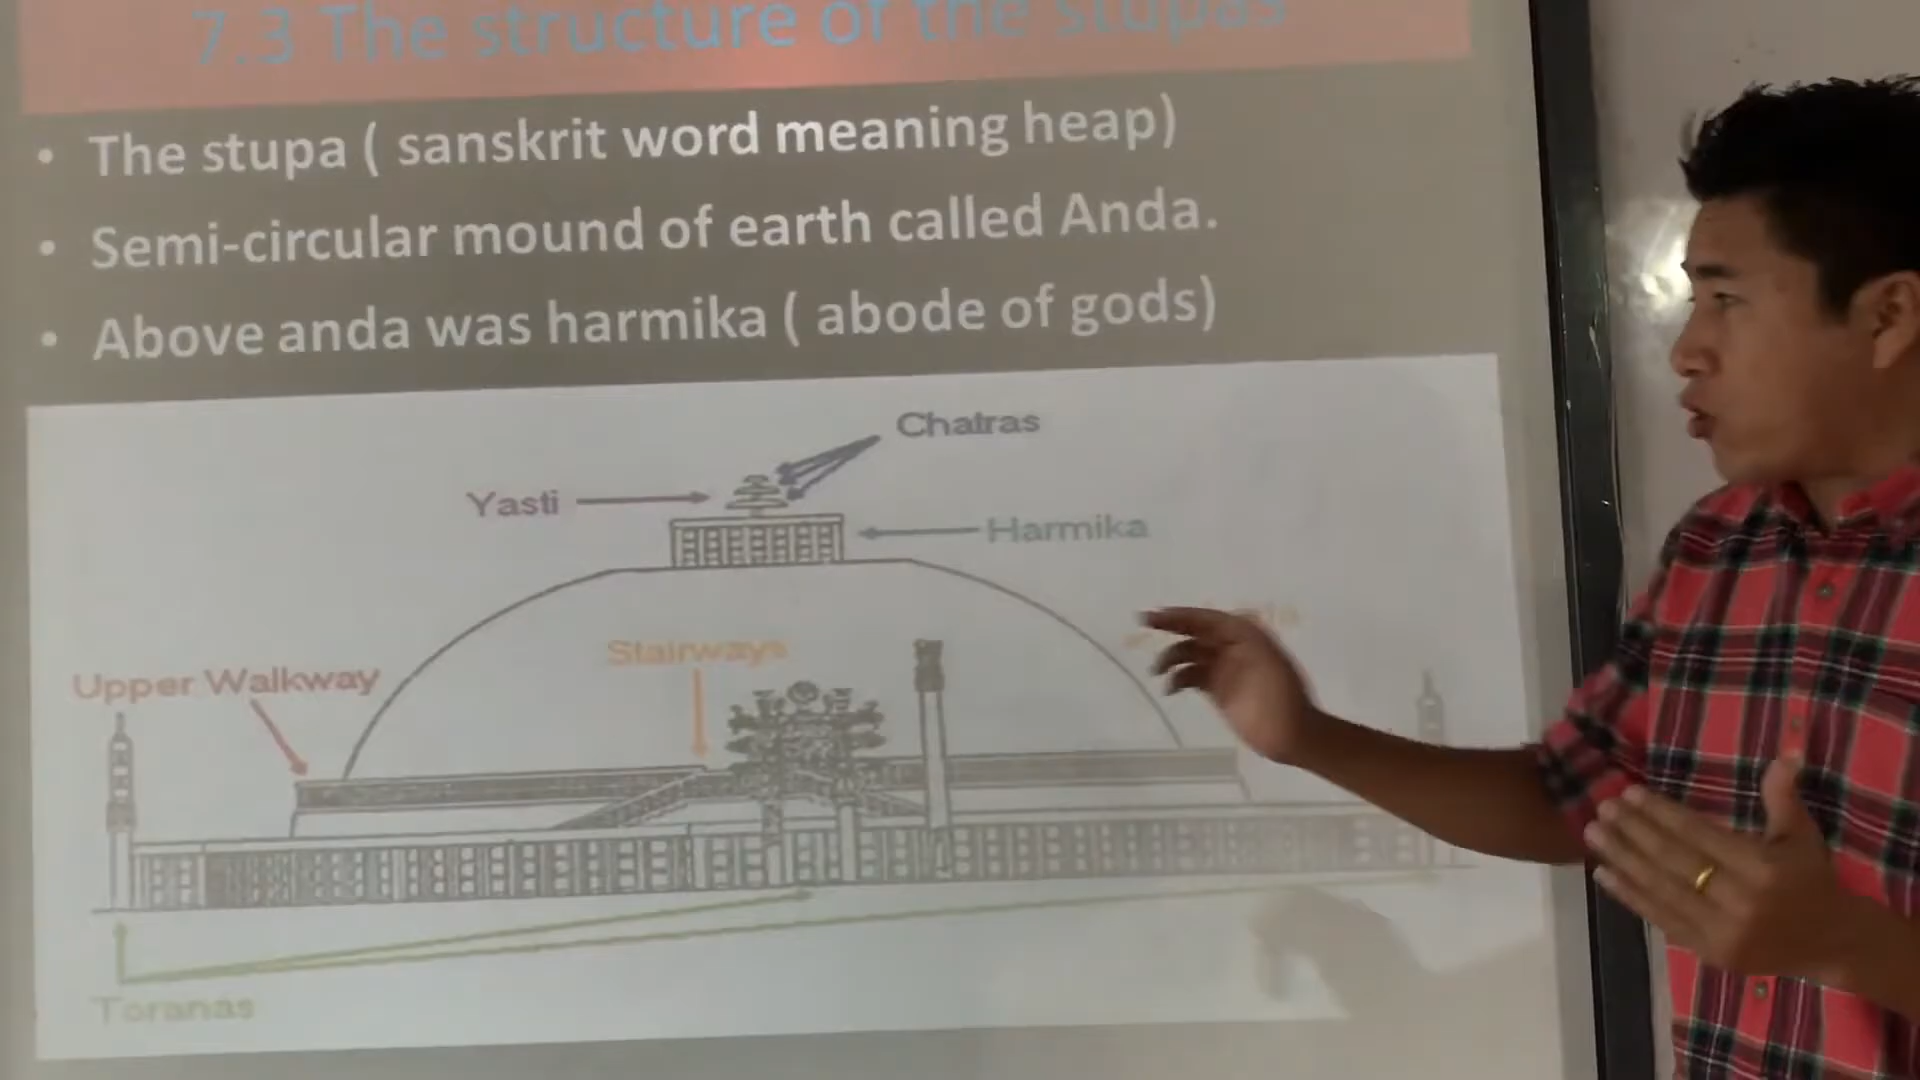 7.3 The structure of the stupas
• The stupa ( sanskrit word meaning heap)
• Semi-circular mound of earth called Anda.
• Above anda was harmika ( abode of gods)
Chatras
Yasti
Harmika
Stairways
Upper Walkway
Toranas